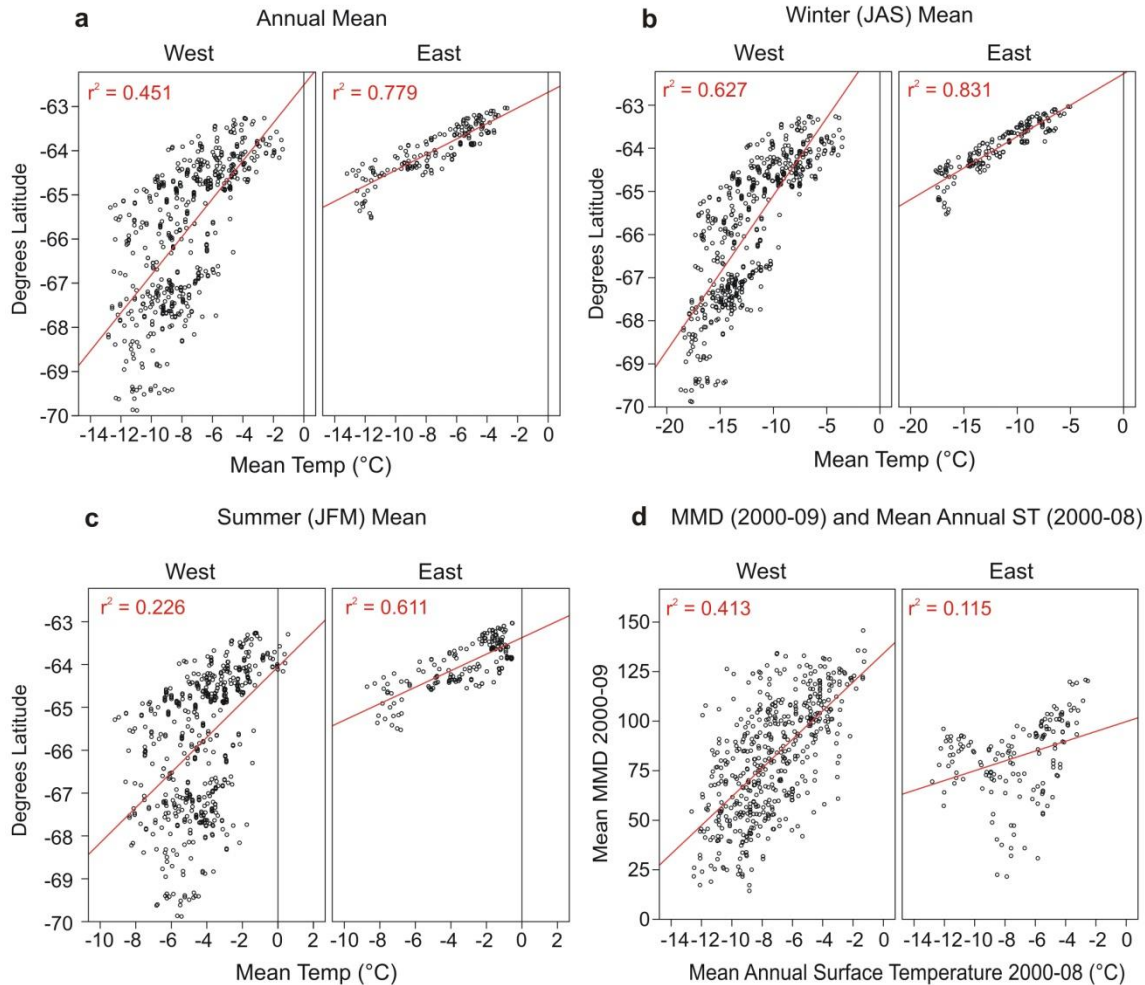 a Annual Mean
West East
r² = 0.451 r² = 0.779
Degrees Latitude
-63
-64
-65
-66
-67
-68
-69
-70
-14 -12 -10 -8 -6 -4 -2 0 -14 -12 -10 -8 -6 -4 -2 0
Mean Temp (°C)
b Winter (JAS) Mean
West East
r² = 0.627 r² = 0.831
Degrees Latitude
-63
-64
-65
-66
-67
-68
-69
-70
-20 -15 -10 -5 0 -20 -15 -10 -5 0
Mean Temp (°C)
c Summer (JFM) Mean
West East
r² = 0.226 r² = 0.611
Degrees Latitude
-63
-64
-65
-66
-67
-68
-69
-70
-10 -8 -6 -4 -2 0 2 -10 -8 -6 -4 -2 0 2
Mean Temp (°C)
d MMD (2000-09) and Mean Annual ST (2000-08)
West East
r² = 0.413 r² = 0.115
Mean MMD 2000-09
150
125
100
75
50
25
0
-14 -12 -10 -8 -6 -4 -2 0 -14 -12 -10 -8 -6 -4 -2 0
Mean Annual Surface Temperature 2000-08 (°C)